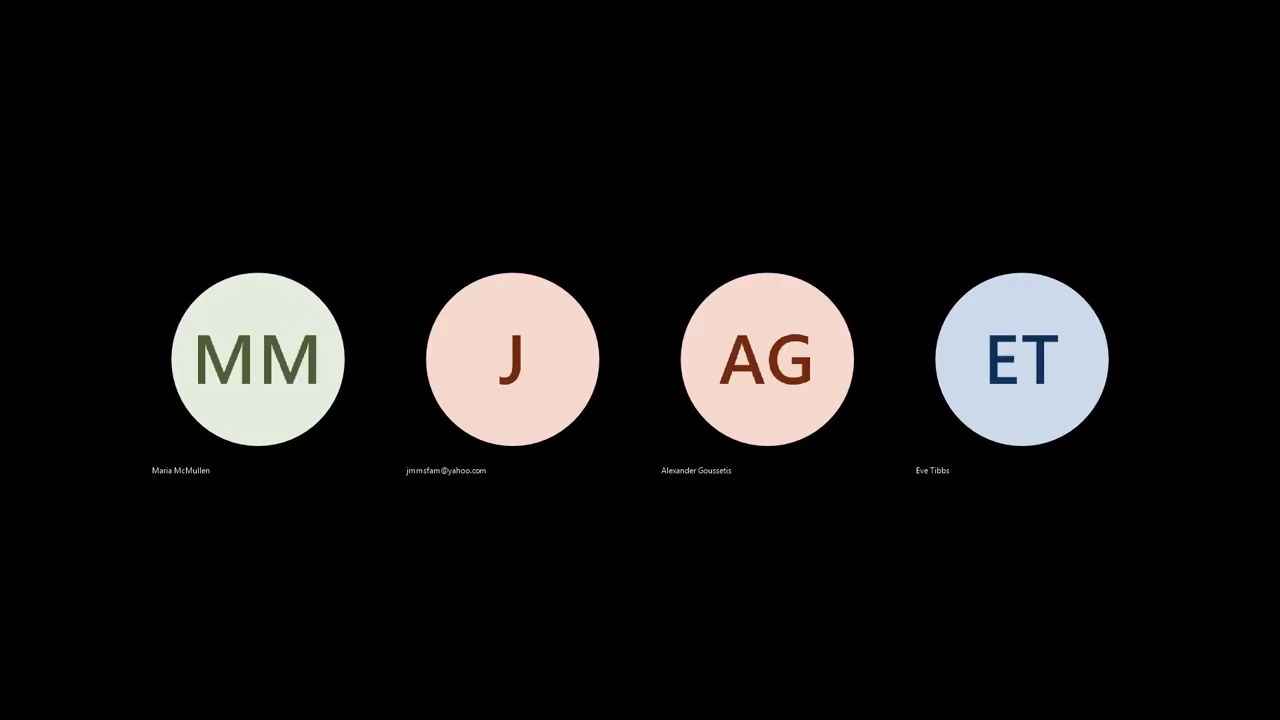 MM
J
AG
ET
Maria McMullen
jmmsfam@yahoo.com
Alexander Goussetis
Eve Tibbs